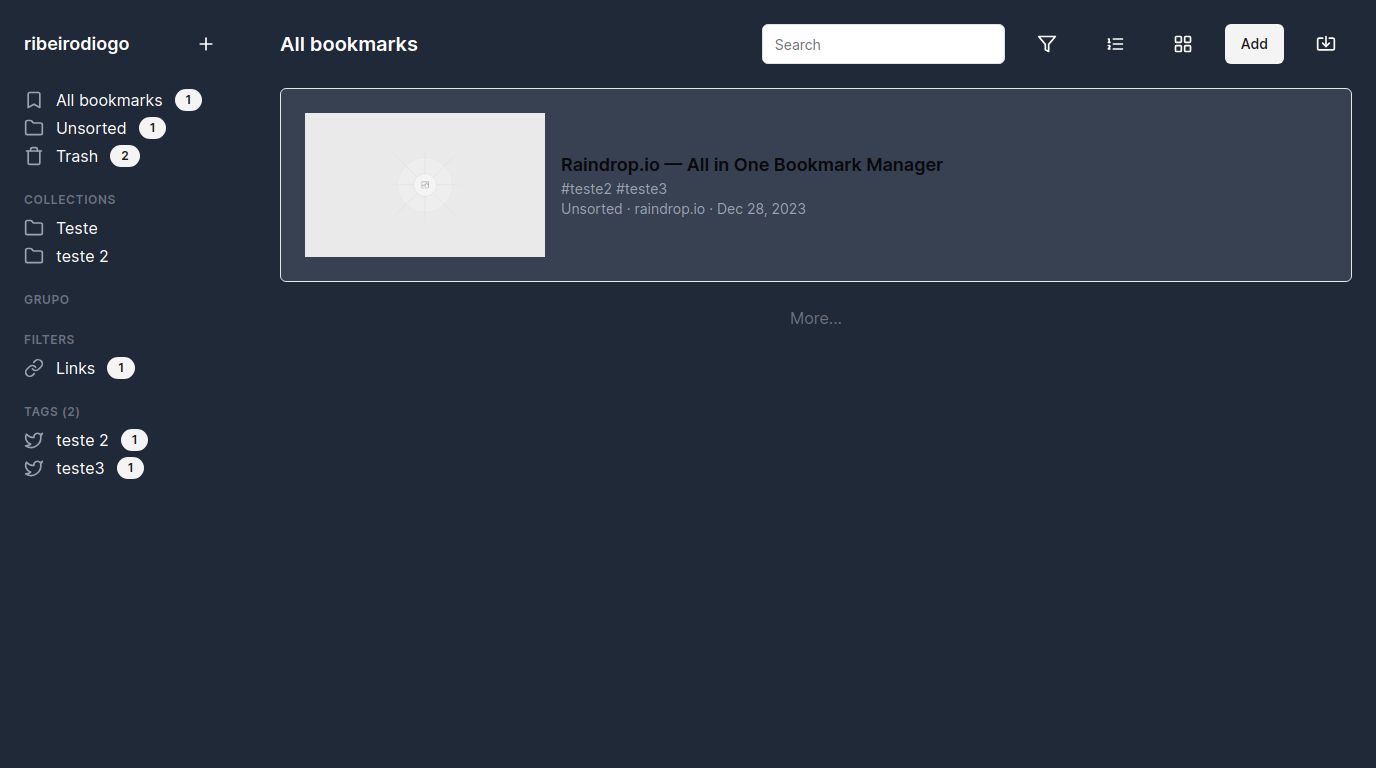 ribeirodiogo
All bookmarks 1
Unsorted 1
Trash 2
COLLECTIONS
Teste
teste 2
GRUPO
FILTERS
Links 1
TAGS (2)
teste 2 1
teste3 1
All bookmarks
Search
Add
Raindrop.io — All in One Bookmark Manager
#teste2 #teste3
Unsorted · raindrop.io · Dec 28, 2023
More...